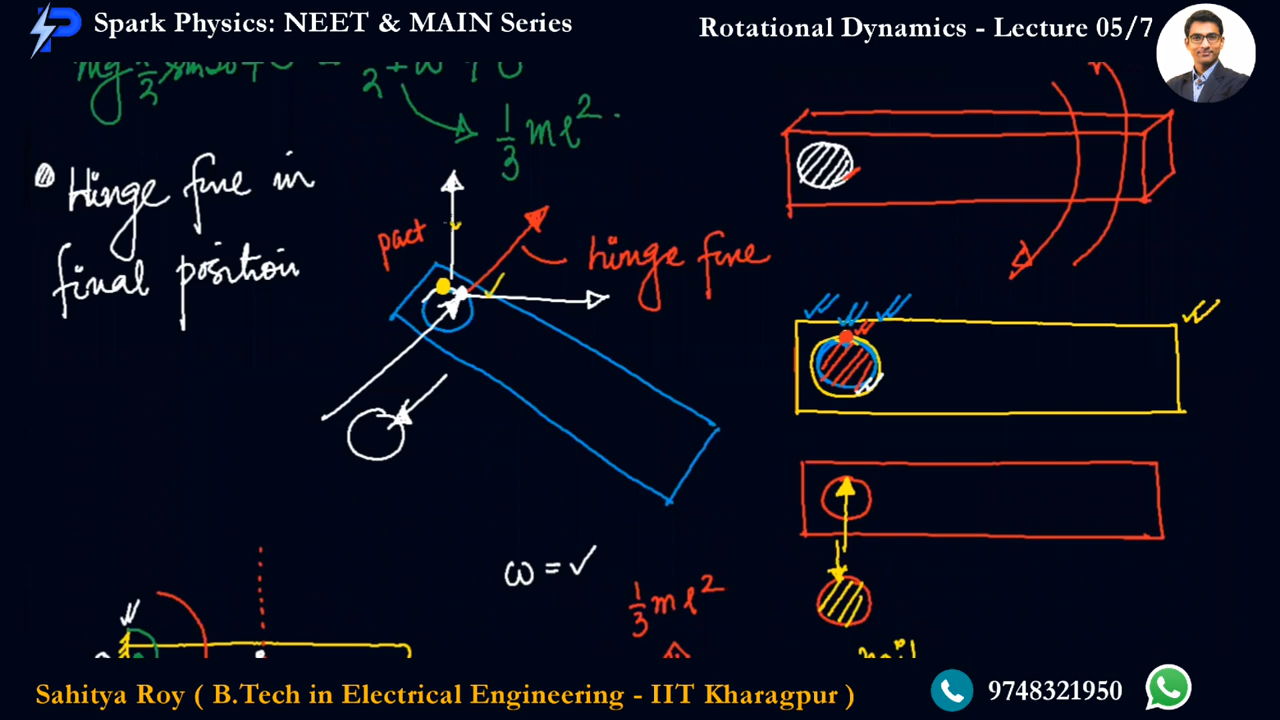 Spark Physics: NEET & MAIN Series
Rotational Dynamics - Lecture 05/7
1/3 ml²
Hinge force in
final position
pact
hinge force
ω = ✓
1/3 ml²
nail
Sahitya Roy ( B.Tech in Electrical Engineering - IIT Kharagpur )
9748321950